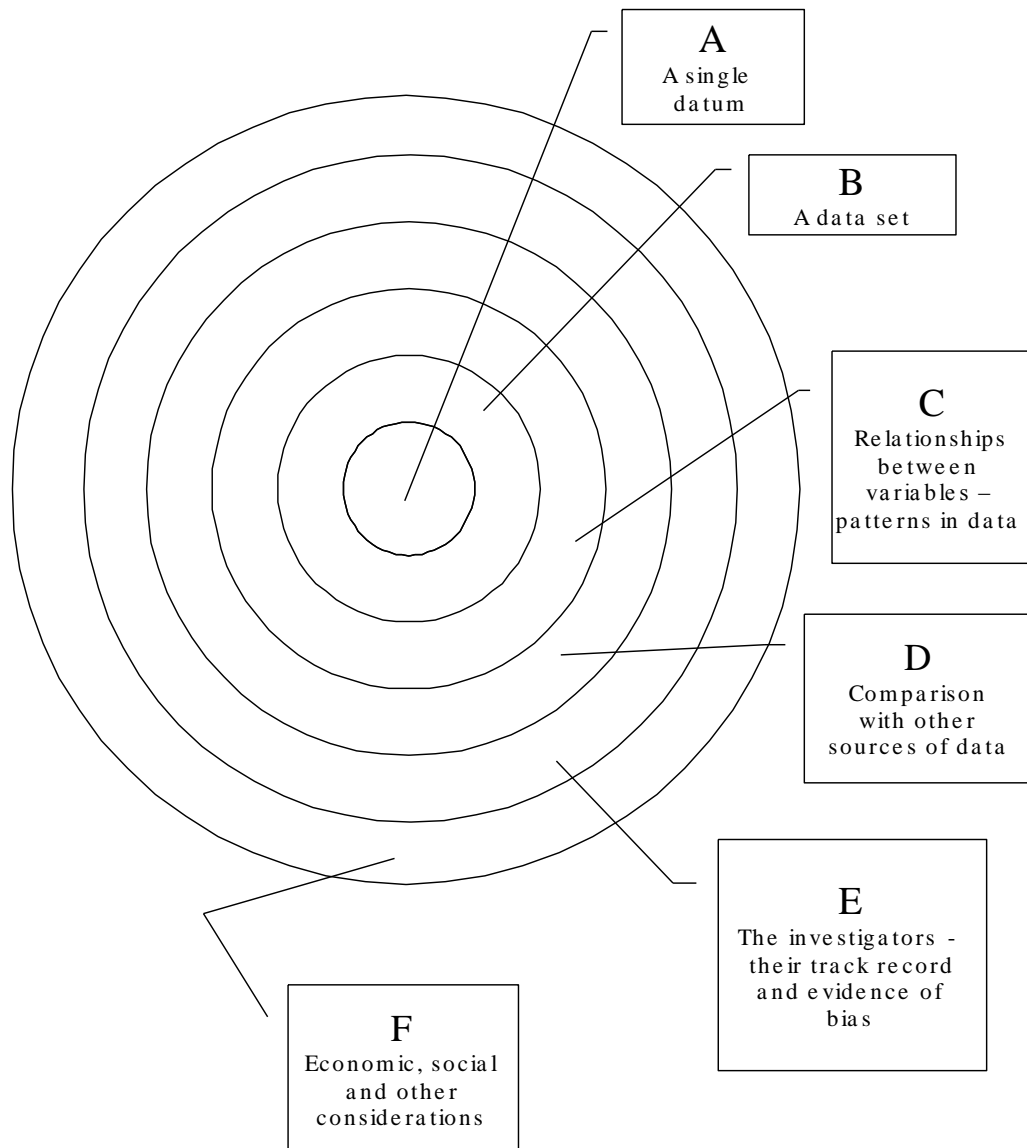 A
A single
datum
B
A data set
C
Relationships
between
variables –
patterns in data
D
Comparison
with other
sources of data
E
The investigators -
their track record
and evidence of
bias
F
Economic, social
and other
considerations